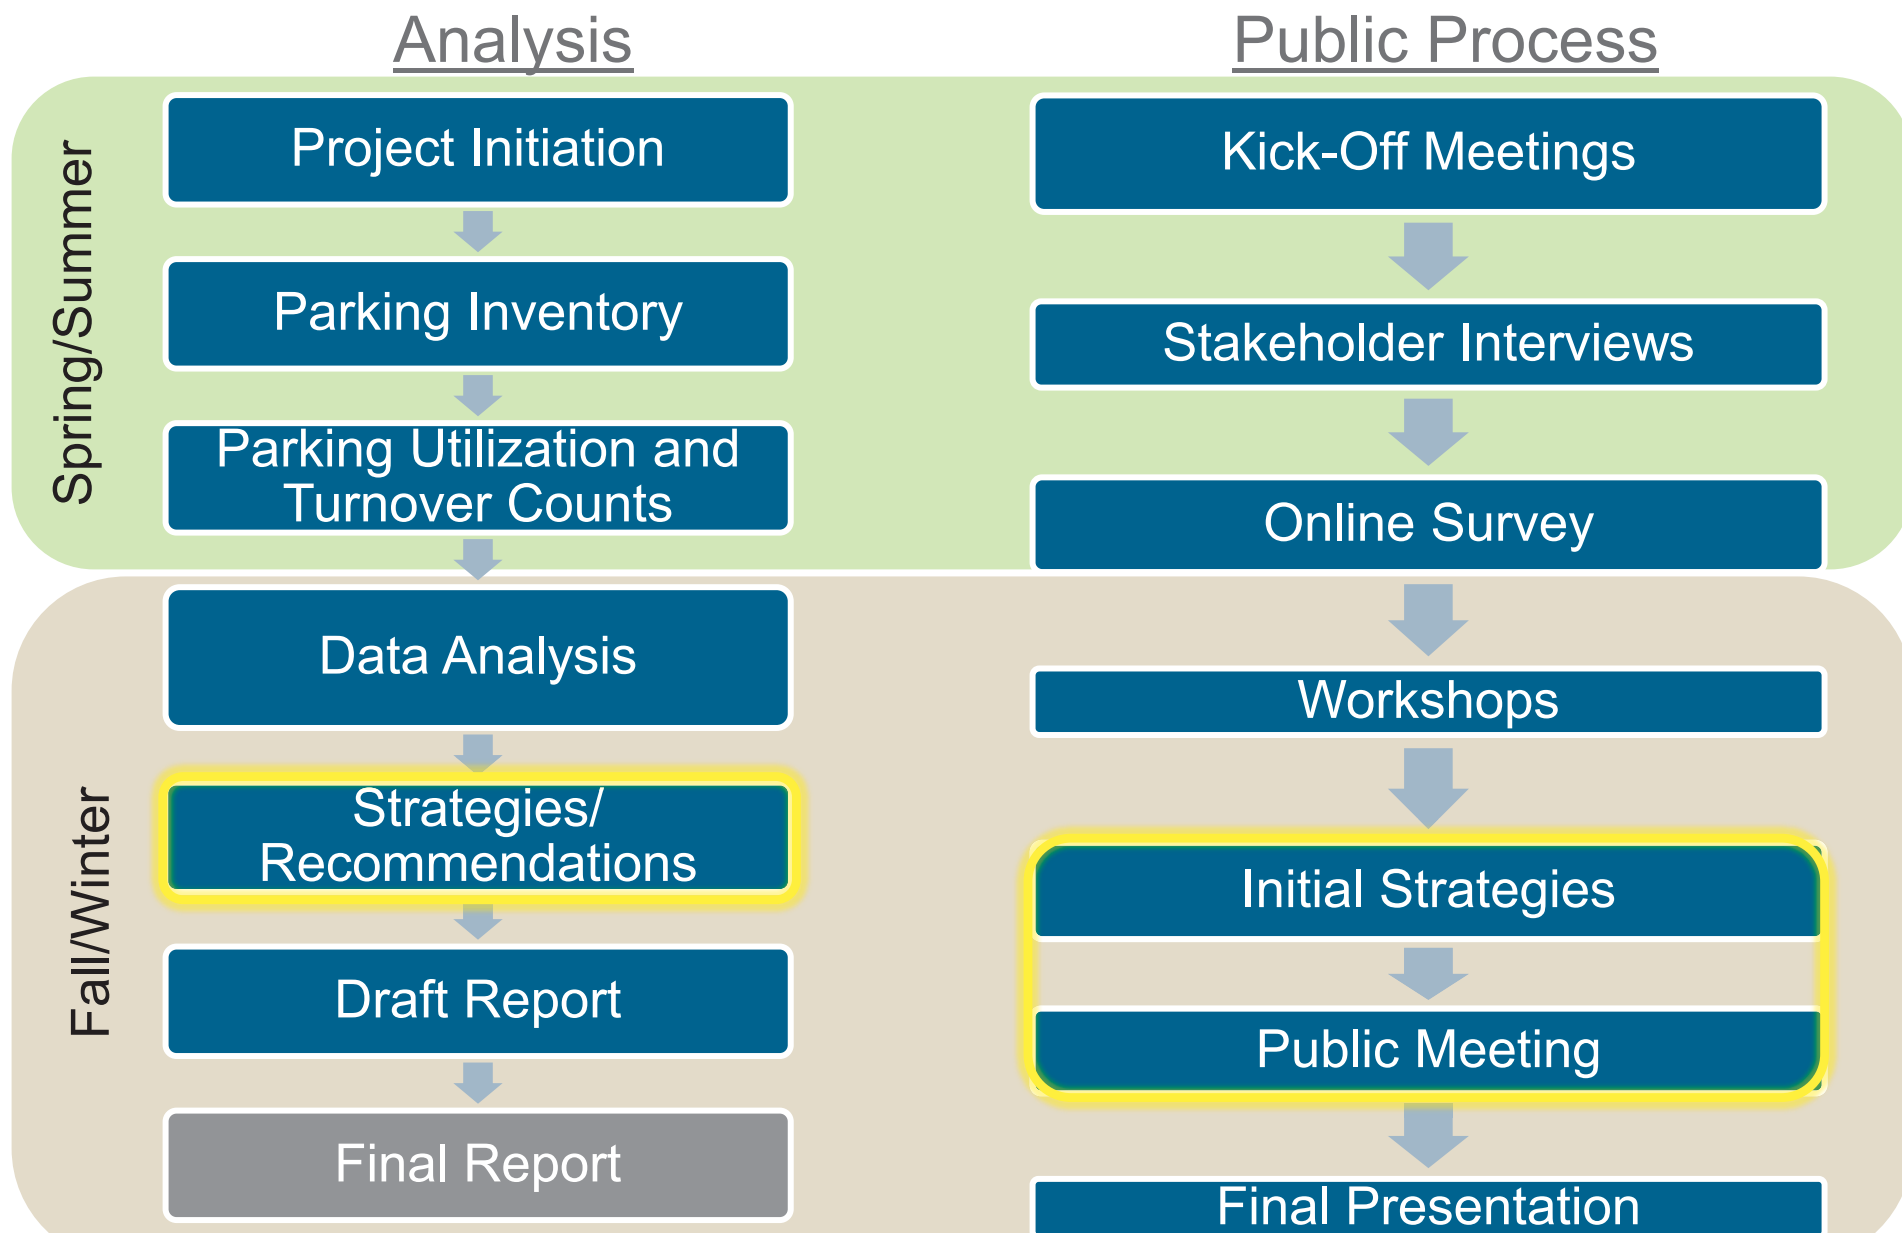 Analysis
Public Process
Spring/Summer
Project Initiation
Parking Inventory
Parking Utilization and
Turnover Counts
Kick-Off Meetings
Stakeholder Interviews
Online Survey
Fall/Winter
Data Analysis
Strategies/
Recommendations
Draft Report
Final Report
Workshops
Initial Strategies
Public Meeting
Final Presentation